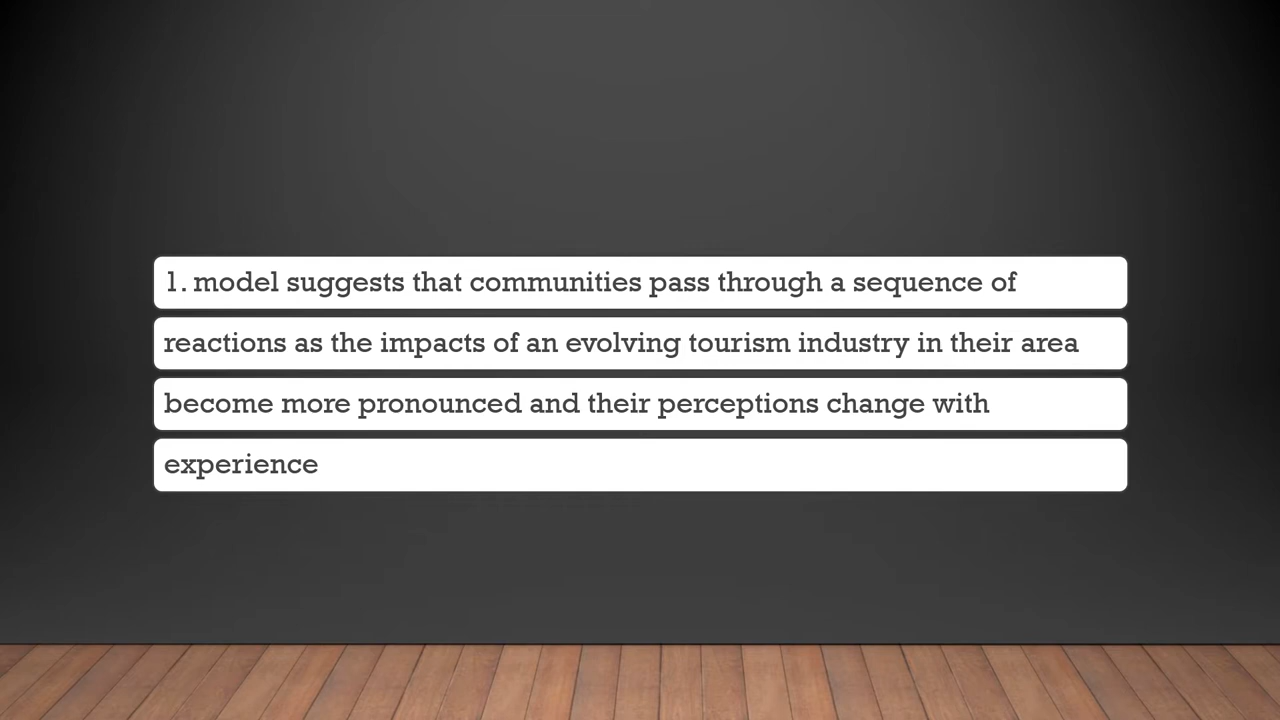 1. model suggests that communities pass through a sequence of
reactions as the impacts of an evolving tourism industry in their area
become more pronounced and their perceptions change with
experience